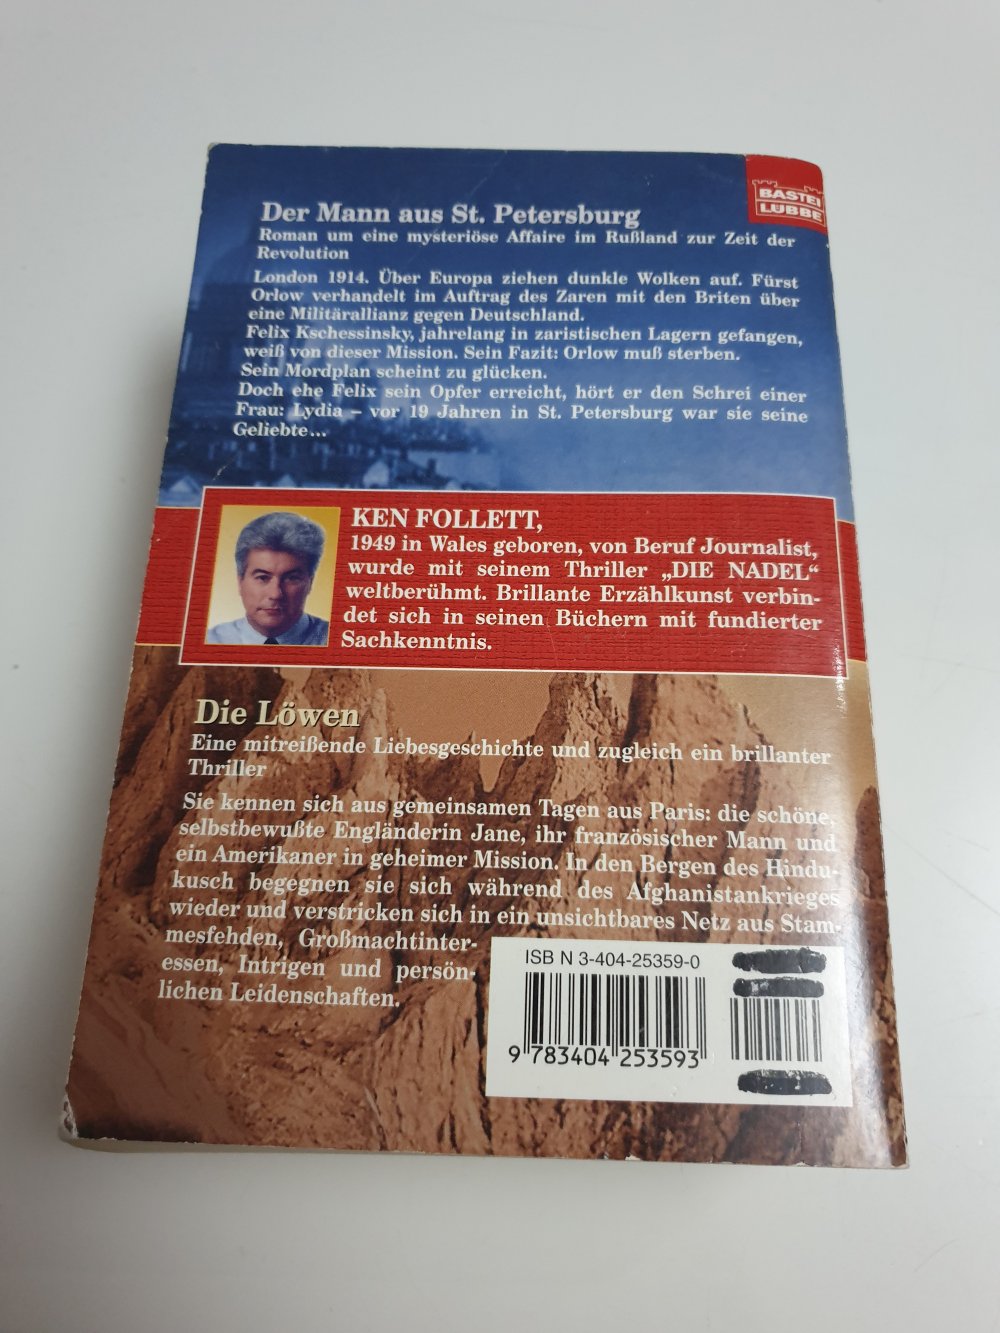 BASTEI
LÜBBE
Der Mann aus St. Petersburg
Roman um eine mysteriöse Affaire im Rußland zur Zeit der
Revolution
London 1914. Über Europa ziehen dunkle Wolken auf. Fürst
Orlow verhandelt im Auftrag des Zaren mit den Briten über
eine Militärallianz gegen Deutschland.
Felix Kschessinsky, jahrelang in zaristischen Lagern gefangen,
weiß von dieser Mission. Sein Fazit: Orlow muß sterben.
Sein Mordplan scheint zu glücken.
Doch ehe Felix sein Opfer erreicht, hört er den Schrei einer
Frau: Lydia – vor 19 Jahren in St. Petersburg war sie seine
Geliebte...
KEN FOLLETT,
1949 in Wales geboren, von Beruf Journalist,
wurde mit seinem Thriller „DIE NADEL“
weltberühmt. Brillante Erzählkunst verbin-
det sich in seinen Büchern mit fundierter
Sachkenntnis.
Die Löwen
Eine mitreißende Liebesgeschichte und zugleich ein brillanter
Thriller
Sie kennen sich aus gemeinsamen Tagen aus Paris: die schöne,
selbstbewußte Engländerin Jane, ihr französischer Mann und
ein Amerikaner in geheimer Mission. In den Bergen des Hindu-
kusch begegnen sie sich während des Afghanistankrieges
wieder und verstricken sich in ein unsichtbares Netz aus Stam-
mesfehden, Großmachtinter-
essen, Intrigen und persön-
lichen Leidenschaften.
ISB N 3-404-25359-0
9 783404 253593